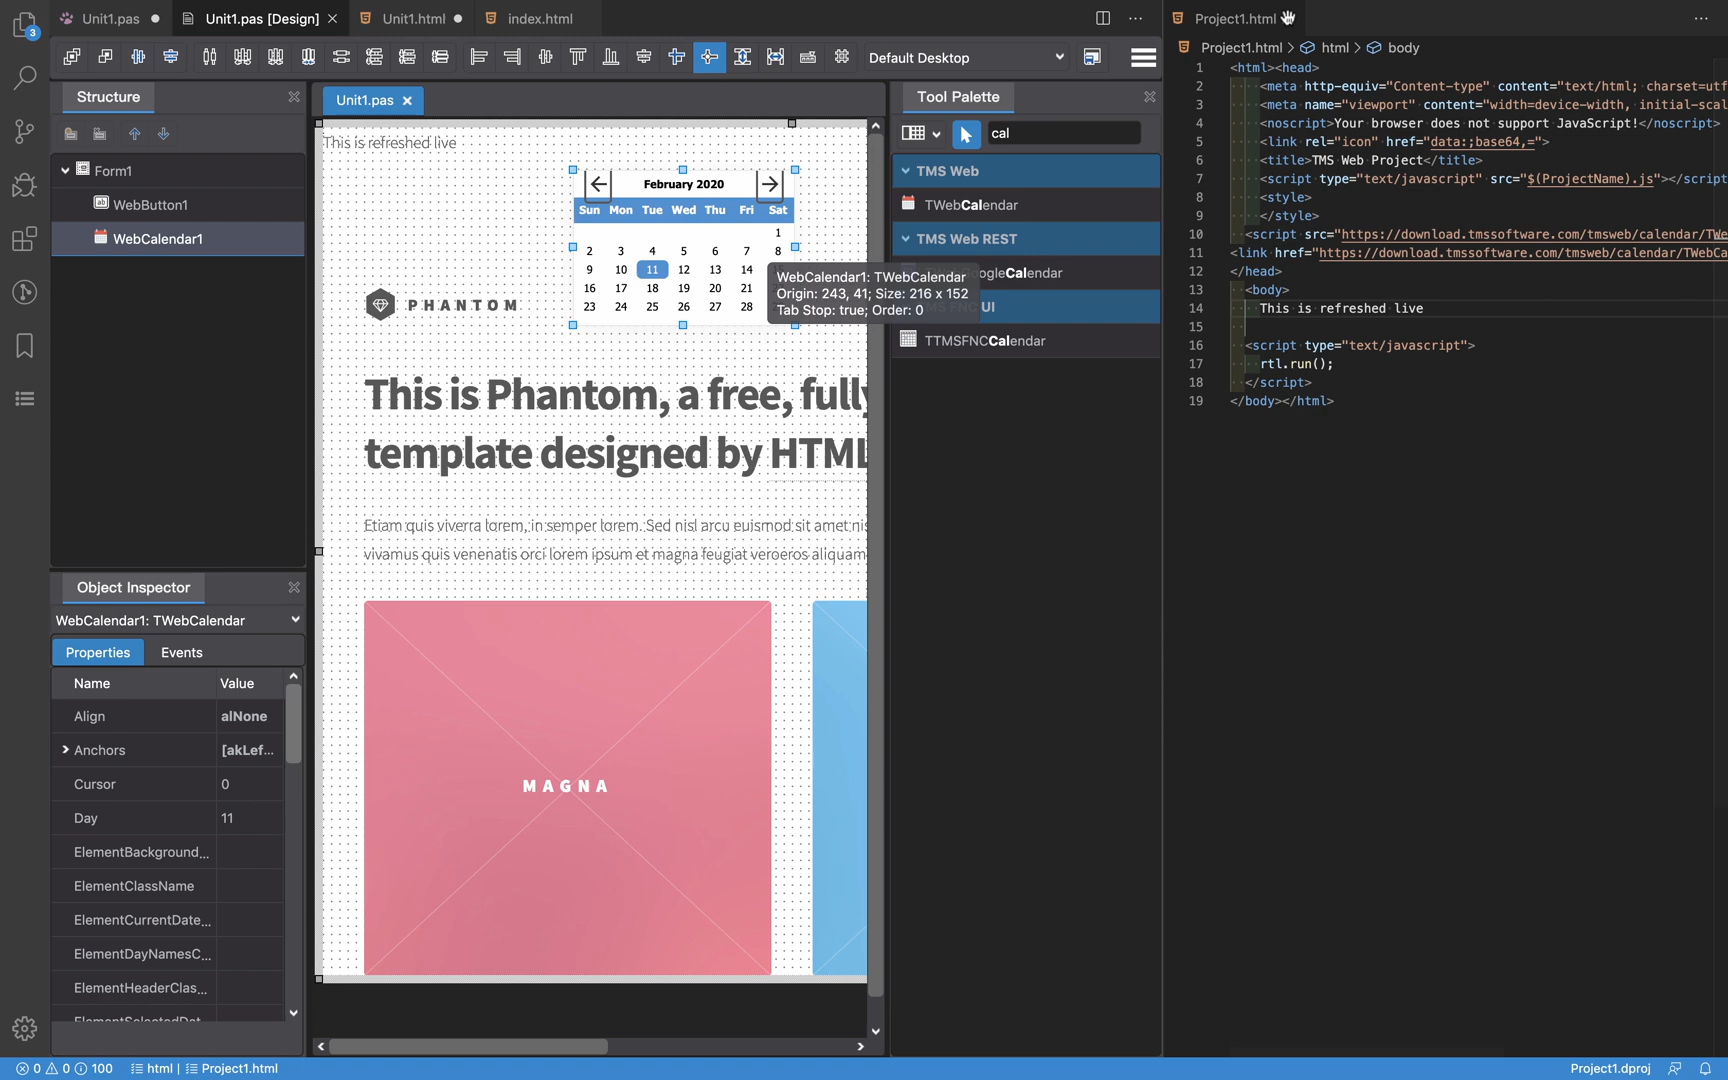 3
Unit1.pas
Unit1.pas [Design]
Unit1.html
index.html
Project1.html
Default Desktop
Project1.html > html > body
Structure
Form1
WebButton1
WebCalendar1
Unit1.pas
This is refreshed live
February 2020
Sun Mon Tue Wed Thu Fri Sat
1
2 3 4 5 6 7 8
9 10 11 12 13 14
16 17 18 19 20 21
23 24 25 26 27 28
WebCalendar1: TWebCalendar
Origin: 243, 41; Size: 216 x 152
Tab Stop: true; Order: 0
PHANTOM
This is Phantom, a free, fully
template designed by HTML
Etiam quis viverra lorem, in semper lorem. Sed nisl arcu euismod sit amet nis
vivamus quis venenatis orci lorem ipsum et magna feugiat veroeros aliquam
MAGNA
Tool Palette
cal
TMS Web
TWebCalendar
TMS Web REST
ogleCalendar
UI
TTMSFNCCalendar
1 <html><head>
2 <meta http-equiv="Content-type" content="text/html; charset=utf
3 <meta name="viewport" content="width=device-width, initial-scal
4 <noscript>Your browser does not support JavaScript!</noscript>
5 <link rel="icon" href="data:;base64,=">
6 <title>TMS Web Project</title>
7 <script type="text/javascript" src="$(ProjectName).js"></script
8 <style>
9 </style>
10 <script src="https://download.tmssoftware.com/tmsweb/calendar/TWe
11 <link href="https://download.tmssoftware.com/tmsweb/calendar/TWebCa
12 </head>
13 <body>
14 This is refreshed live
15
16 <script type="text/javascript">
17 rtl.run();
18 </script>
19 </body></html>
Object Inspector
WebCalendar1: TWebCalendar
Properties
Events
Name Value
Align alNone
Anchors [akLef...
Cursor 0
Day 11
ElementBackground...
ElementClassName
ElementCurrentDate...
ElementDayNamesC...
ElementHeaderClas...
0 0 100
html | Project1.html
Project1.dproj